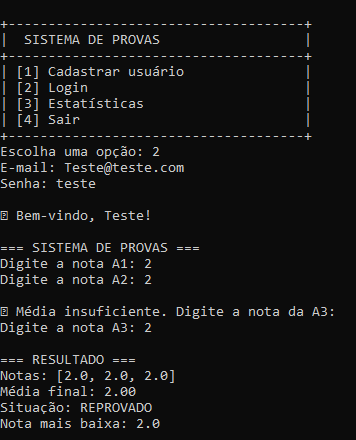 +-------------------------------------+
|  SISTEMA DE PROVAS                  |
+-------------------------------------+
| [1] Cadastrar usuário               |
| [2] Login                           |
| [3] Estatísticas                    |
| [4] Sair                            |
+-------------------------------------+
Escolha uma opção: 2
E-mail: Teste@teste.com
Senha: teste
Bem-vindo, Teste!
=== SISTEMA DE PROVAS ===
Digite a nota A1: 2
Digite a nota A2: 2
Média insuficiente. Digite a nota da A3:
Digite a nota A3: 2
=== RESULTADO ===
Notas: [2.0, 2.0, 2.0]
Média final: 2.00
Situação: REPROVADO
Nota mais baixa: 2.0